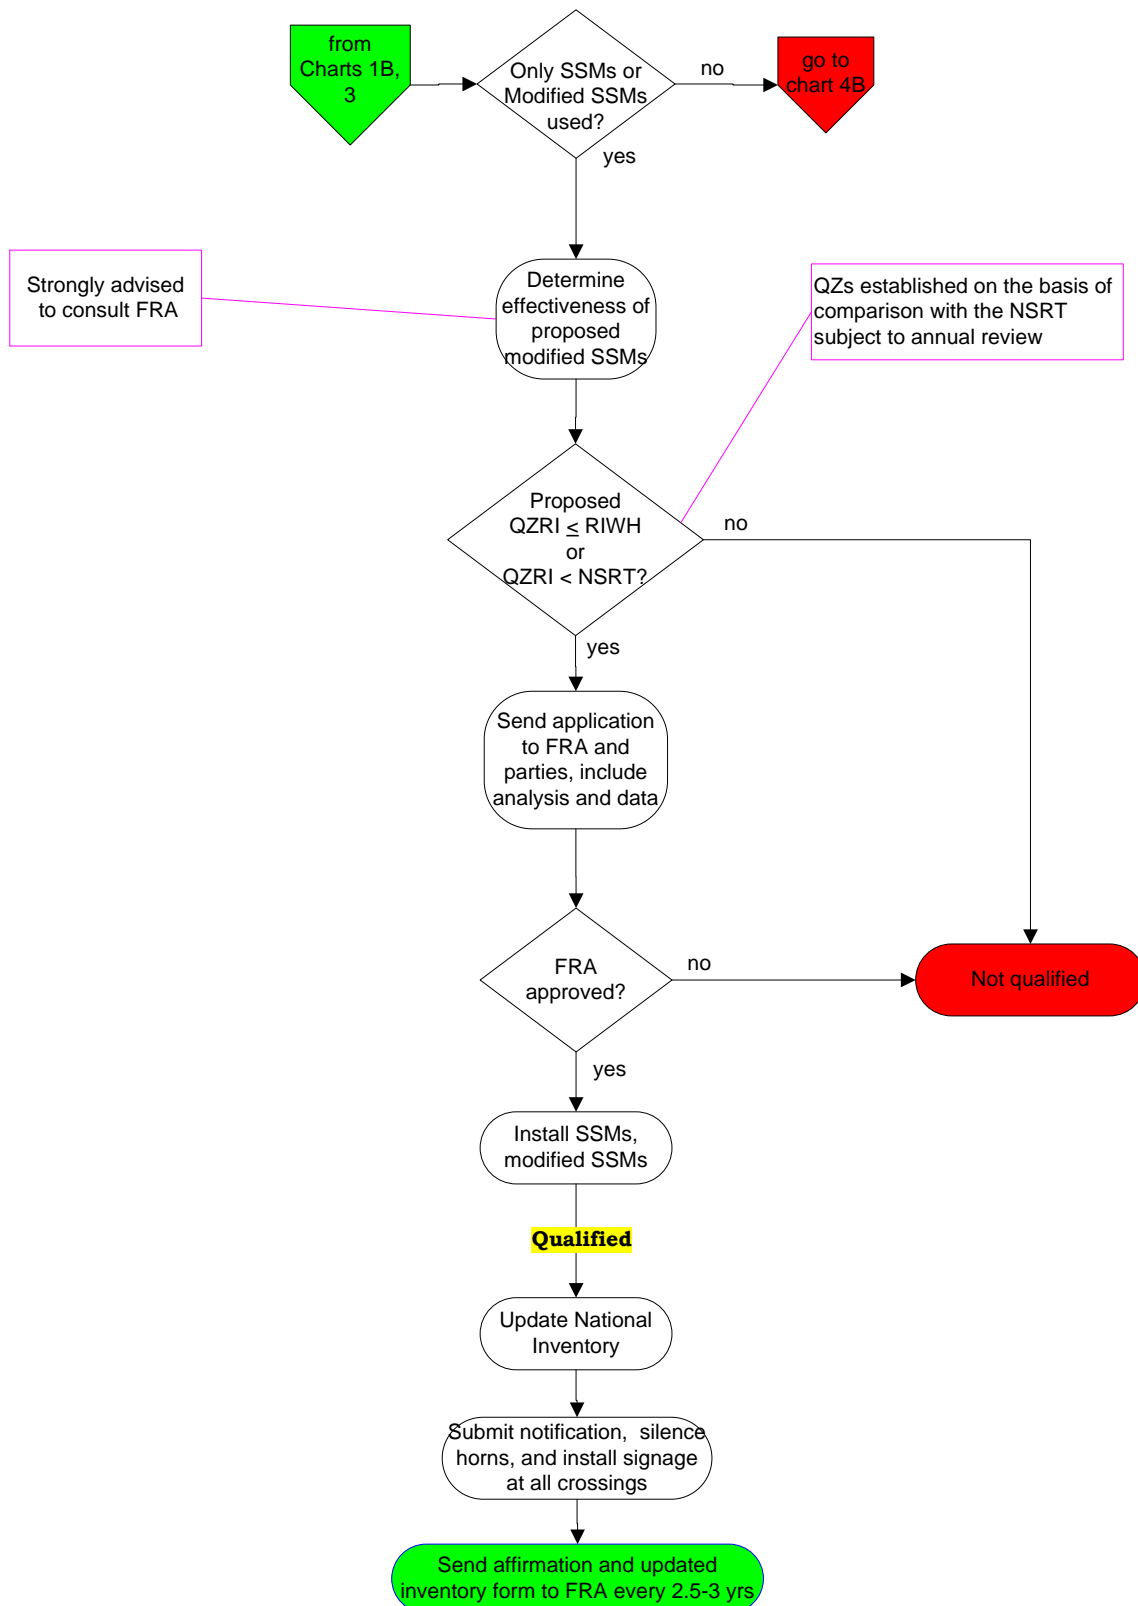 from
Charts 1B,
3
Only SSMs or
Modified SSMs
used?
no
go to
chart 4B
yes
Strongly advised
to consult FRA
Determine
effectiveness of
proposed
modified SSMs
QZs established on the basis of
comparison with the NSRT
subject to annual review
Proposed
QZRI ≤ RIWH
or
QZRI < NSRT?
no
yes
Send application
to FRA and
parties, include
analysis and data
FRA
approved?
no
Not qualified
yes
Install SSMs,
modified SSMs
Qualified
Update National
Inventory
Submit notification, silence
horns, and install signage
at all crossings
Send affirmation and updated
inventory form to FRA every 2.5-3 yrs